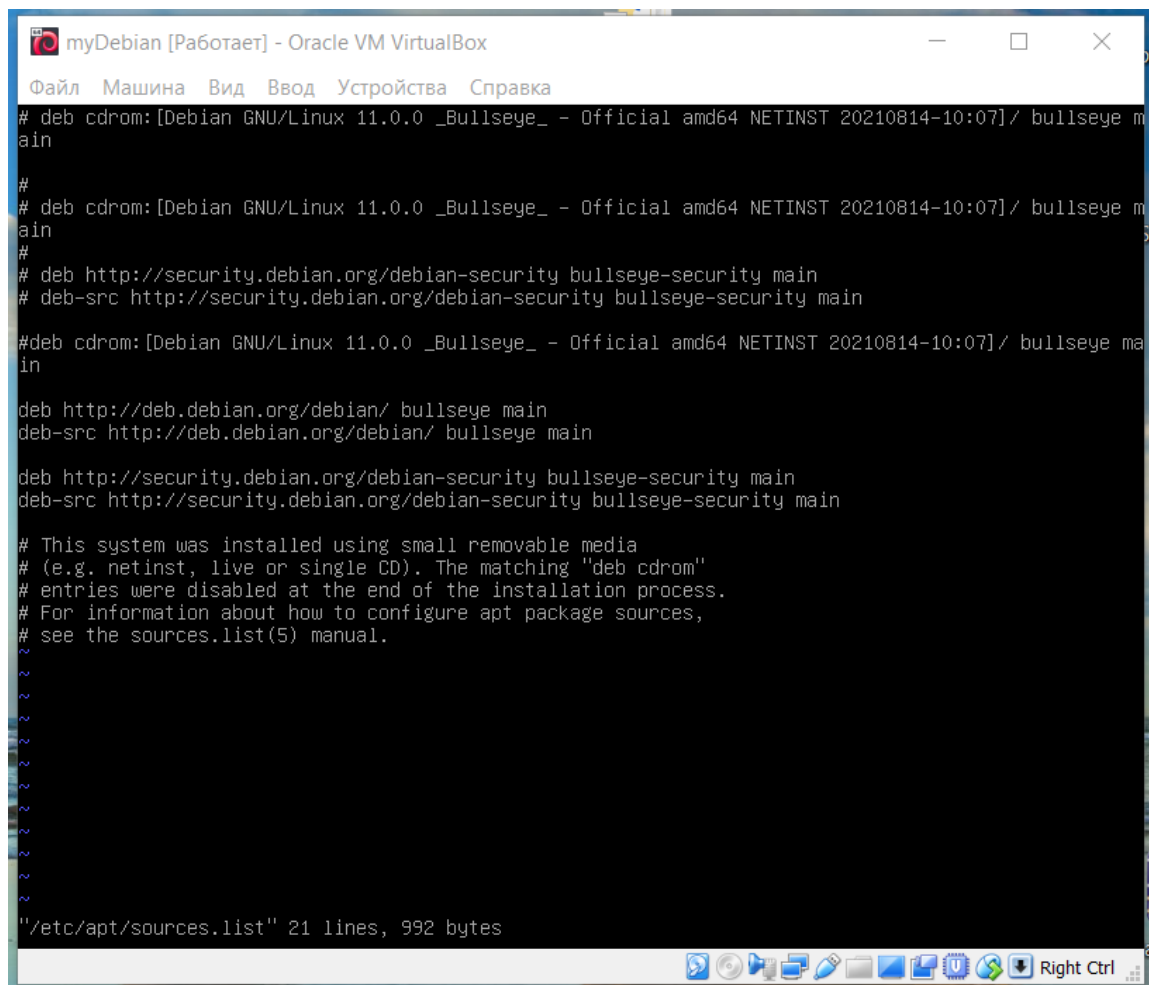 myDebian [Работает] - Oracle VM VirtualBox
Файл Машина Вид Ввод Устройства Справка
# deb cdrom:[Debian GNU/Linux 11.0.0 _Bullseye_ - Official amd64 NETINST 20210814-10:07]/ bullseye m
ain
#
# deb cdrom:[Debian GNU/Linux 11.0.0 _Bullseye_ - Official amd64 NETINST 20210814-10:07]/ bullseye m
ain
#
# deb http://security.debian.org/debian-security bullseye-security main
# deb-src http://security.debian.org/debian-security bullseye-security main
#deb cdrom:[Debian GNU/Linux 11.0.0 _Bullseye_ - Official amd64 NETINST 20210814-10:07]/ bullseye ma
in
deb http://deb.debian.org/debian/ bullseye main
deb-src http://deb.debian.org/debian/ bullseye main
deb http://security.debian.org/debian-security bullseye-security main
deb-src http://security.debian.org/debian-security bullseye-security main
# This system was installed using small removable media
# (e.g. netinst, live or single CD). The matching "deb cdrom"
# entries were disabled at the end of the installation process.
# For information about how to configure apt package sources,
# see the sources.list(5) manual.
~
~
~
~
~
~
~
~
~
~
~
~
"/etc/apt/sources.list" 21 lines, 992 bytes
Right Ctrl